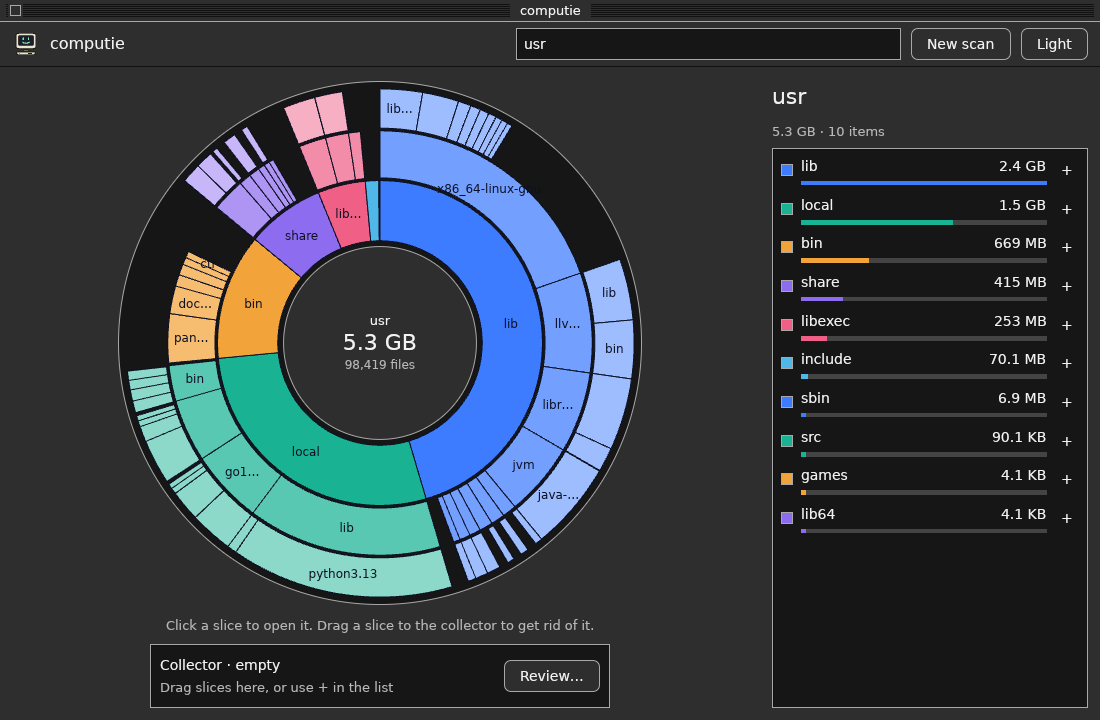 computie
computie
usr
New scan
Light
lib...
x86_64-linux-g
lib...
share
lib
bin
bin
doc...
pan...
llv...
lib
bin
libr...
jvm
java-...
bin
go1...
local
lib
python3.13
usr
5.3 GB
98,419 files
Click a slice to open it. Drag a slice to the collector to get rid of it.
Collector · empty
Drag slices here, or use + in the list
Review...
usr
5.3 GB · 10 items
lib 2.4 GB +
local 1.5 GB +
bin 669 MB +
share 415 MB +
libexec 253 MB +
include 70.1 MB +
sbin 6.9 MB +
src 90.1 KB +
games 4.1 KB +
lib64 4.1 KB +